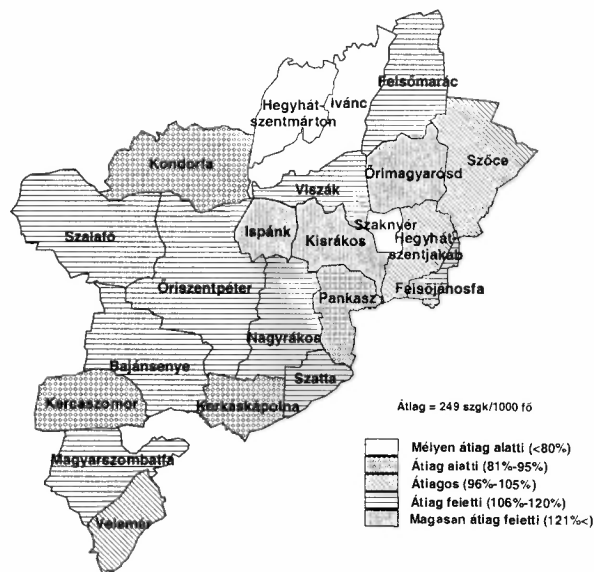 Felsőmarác
Ivánc
Hegyhát-
szentmárton
Kondorfa
Őrimagyarósd
Szőce
Viszák
Szaknyér
Ispánk
Kisrákos
Hegyhát-
szentjakab
Szalafő
Őriszentpéter
Pankasz
Felsőjánosfa
Nagyrákos
Bajánsenye
Szatta
Kercaszomor
Kerkaskápolna
Magyarszombatfa
Velemér
Átlag = 249 szgk/1000 fő
Mélyen átlag alatti (<80%)
Átlag alatti (81%-95%)
Átlagos (96%-105%)
Átlag feletti (106%-120%)
Magasan átlag feletti (121%<)